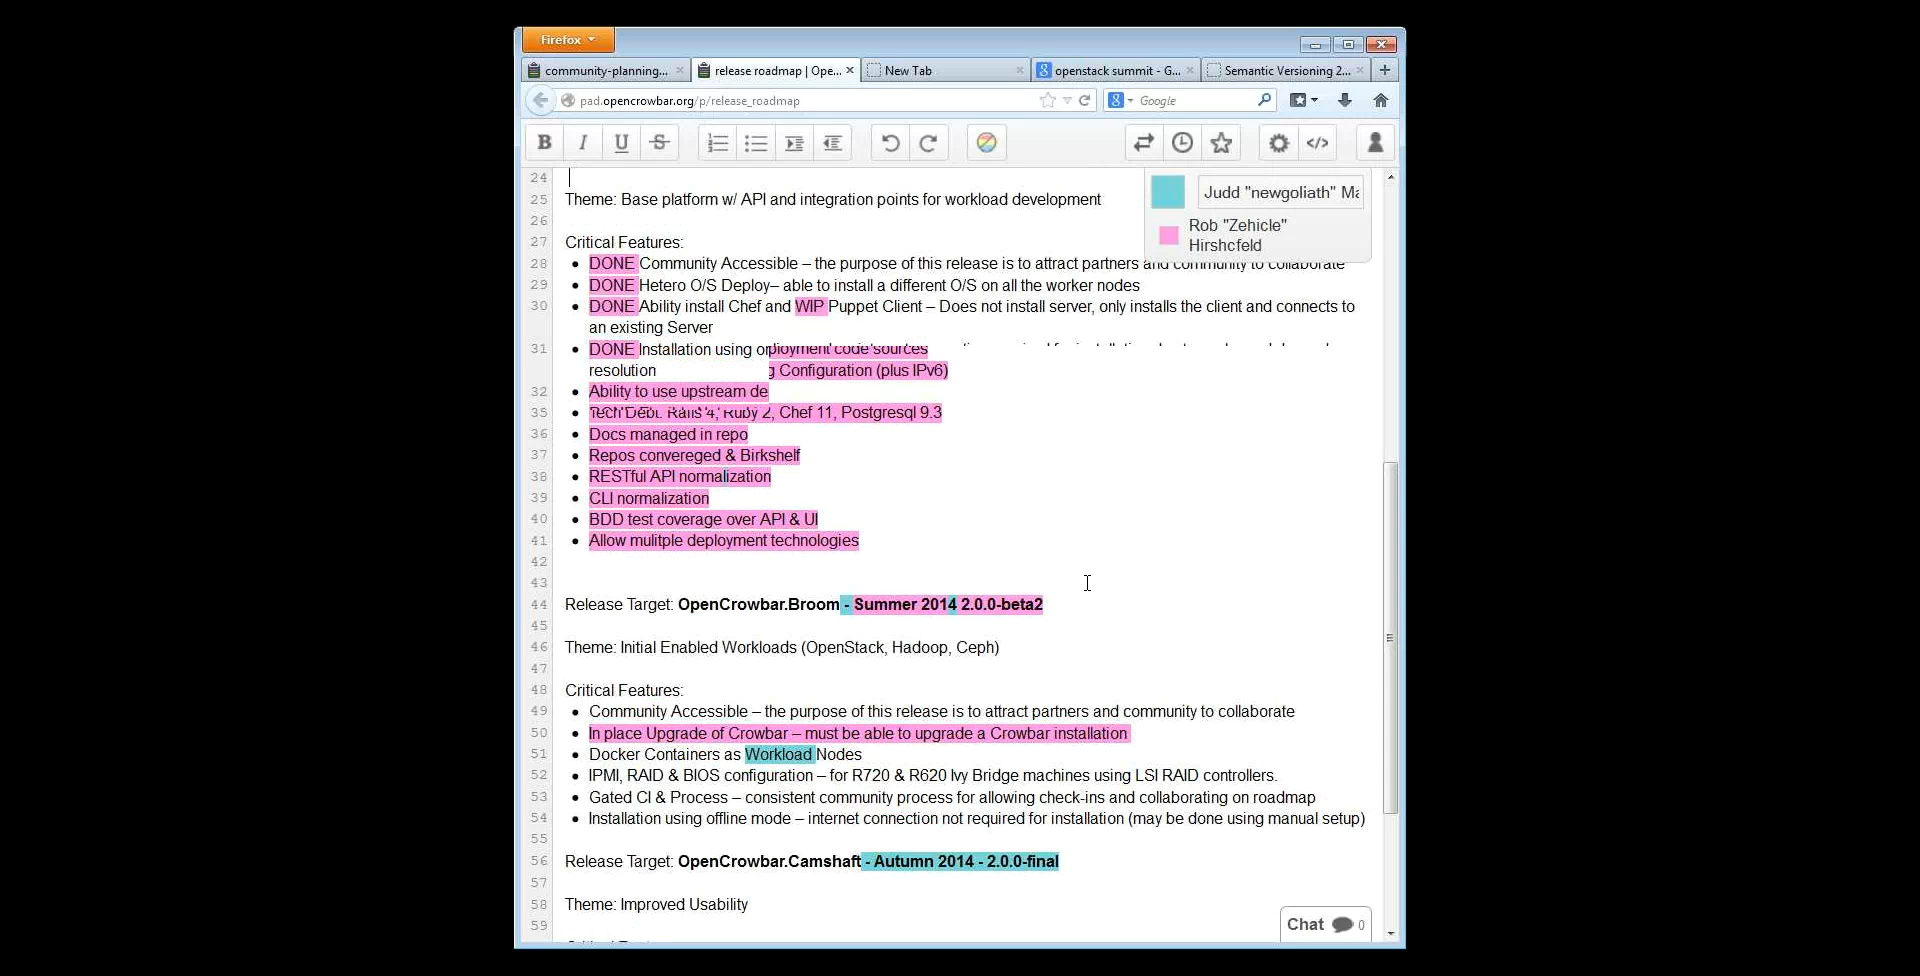 Firefox
community-planning...
release roadmap | Ope...
New Tab
openstack summit - G...
Semantic Versioning 2...
pad.opencrowbar.org/p/release_roadmap
Google
Judd "newgoliath" Ma
Rob "Zehicle"
Hirshcfeld
24
25 Theme: Base platform w/ API and integration points for workload development
26
27 Critical Features:
28 DONE Community Accessible – the purpose of this release is to attract partners and community to collaborate
29 DONE Hetero O/S Deploy– able to install a different O/S on all the worker nodes
30 DONE Ability install Chef and WIP Puppet Client – Does not install server, only installs the client and connects to
an existing Server
31 DONE Installation using on ployment code sources
resolution g Configuration (plus IPv6)
32 Ability to use upstream de
35 Tech Debt: Rails 4, Ruby 2, Chef 11, Postgresql 9.3
36 Docs managed in repo
37 Repos convereged & Birkshelf
38 RESTful API normalization
39 CLI normalization
40 BDD test coverage over API & UI
41 Allow mulitple deployment technologies
42
43
44 Release Target: OpenCrowbar.Broom - Summer 2014 2.0.0-beta2
45
46 Theme: Initial Enabled Workloads (OpenStack, Hadoop, Ceph)
47
48 Critical Features:
49 Community Accessible – the purpose of this release is to attract partners and community to collaborate
50 In place Upgrade of Crowbar – must be able to upgrade a Crowbar installation
51 Docker Containers as Workload Nodes
52 IPMI, RAID & BIOS configuration – for R720 & R620 Ivy Bridge machines using LSI RAID controllers.
53 Gated CI & Process – consistent community process for allowing check-ins and collaborating on roadmap
54 Installation using offline mode – internet connection not required for installation (may be done using manual setup)
55
56 Release Target: OpenCrowbar.Camshaft - Autumn 2014 - 2.0.0-final
57
58 Theme: Improved Usability
59
Chat 0